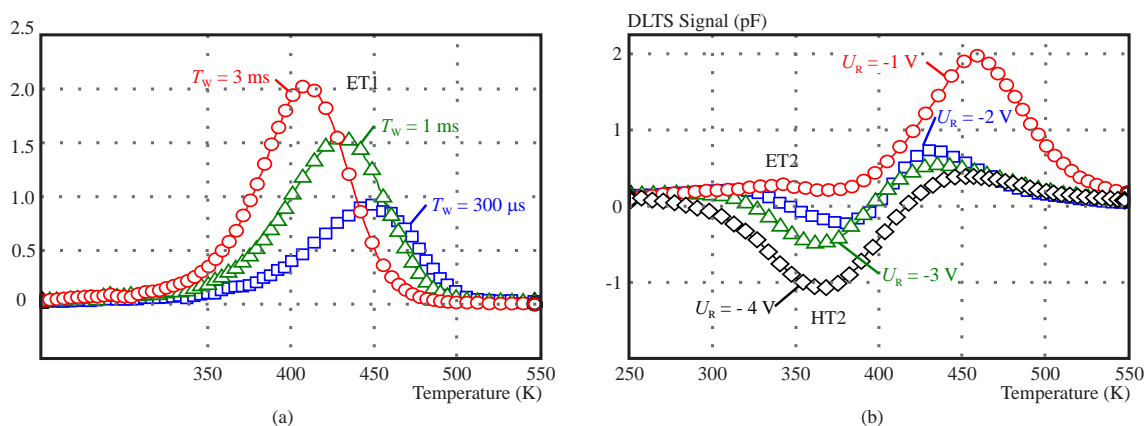 2.5
2.0
1.5
1.0
0.5
0
T_W = 3 ms
ET1
T_W = 1 ms
T_W = 300 μs
350 400 450 500 550
Temperature (K)
(a)
DLTS Signal (pF)
2
1
0
-1
U_R = -1 V
U_R = -2 V
ET2
U_R = -3 V
U_R = - 4 V
HT2
250 300 350 400 450 500 550
Temperature (K)
(b)